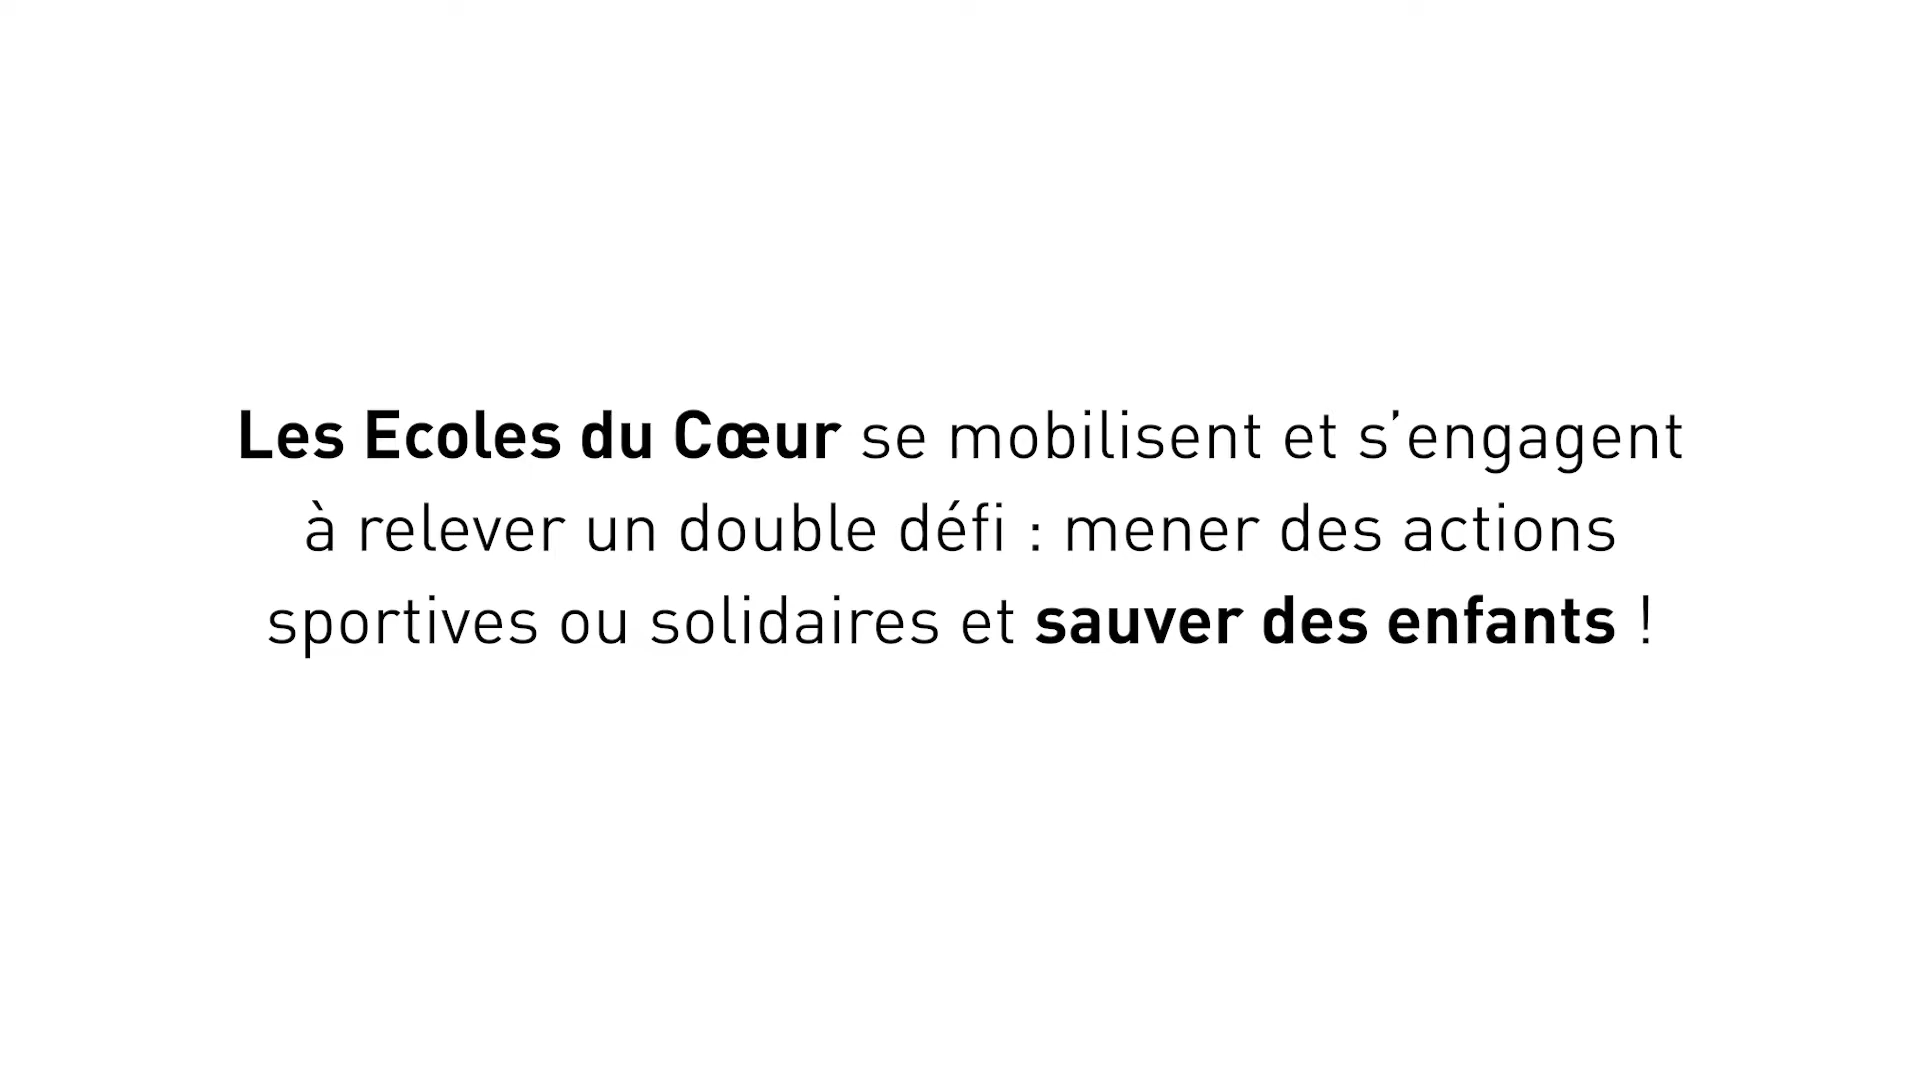 Les Ecoles du Cœur se mobilisent et s’engagent
à relever un double défi : mener des actions
sportives ou solidaires et sauver des enfants !